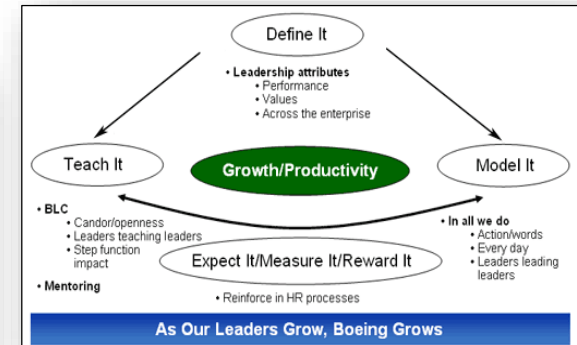 Define It
• Leadership attributes
• Performance
• Values
• Across the enterprise
Teach It
Growth/Productivity
Model It
• BLC
• Candor/openness
• Leaders teaching leaders
• Step function
impact
• Mentoring
• In all we do
• Action/words
• Every day
• Leaders leading
leaders
Expect It/Measure It/Reward It
• Reinforce in HR processes
As Our Leaders Grow, Boeing Grows